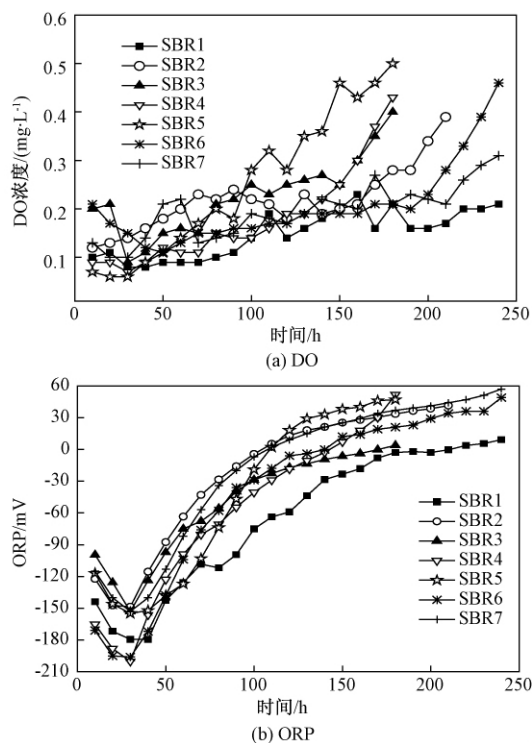 0.6
SBR1
SBR2
0.5
SBR3
SBR4
0.4
SBR5
SBR6
0.3
SBR7
DO浓度/(mg·L⁻¹)
0.2
0.1
0 50 100 150 200 250
时间/h
(a) DO
60
30
0
-30
SBR1
-60
SBR2
ORP/mV
-90
SBR3
-120
SBR4
SBR5
-150
SBR6
-180
SBR7
-210
0 50 100 150 200 250
时间/h
(b) ORP